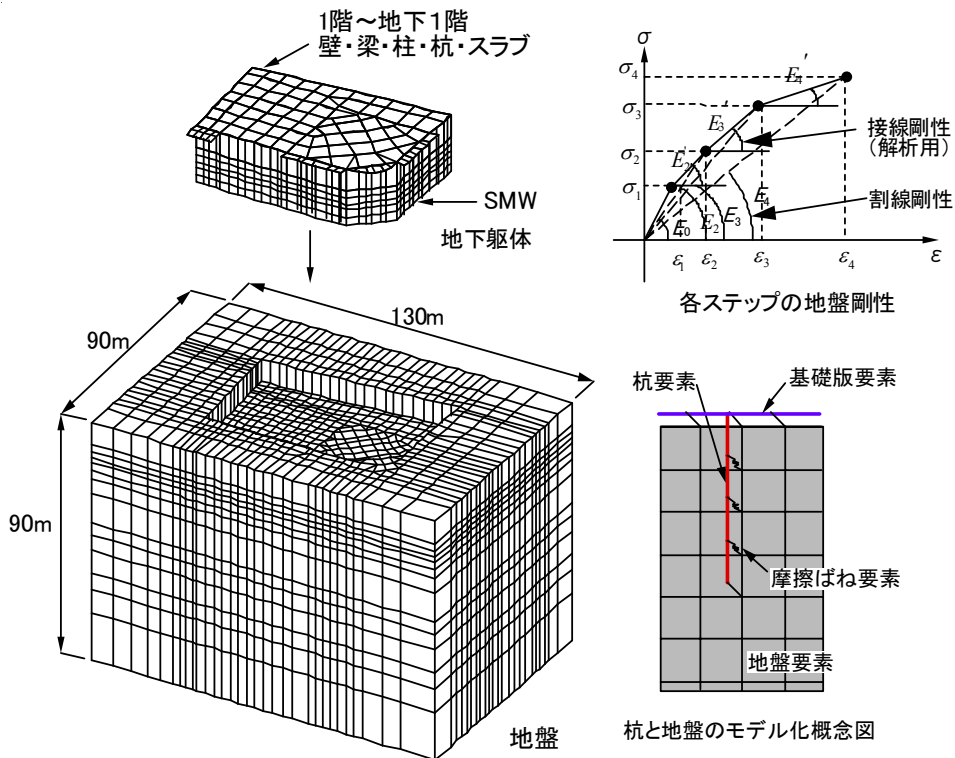 1階~地下1階
壁・梁・柱・杭・スラブ
SMW
地下躯体
90m
130m
90m
地盤
σ
σ4
σ3
σ2
σ1
E4'
E3'
E2'
E0
E2
E3
E4
接線剛性
(解析用)
割線剛性
ε1 ε2 ε3 ε4 ε
各ステップの地盤剛性
杭要素
基礎版要素
摩擦ばね要素
地盤要素
杭と地盤のモデル化概念図